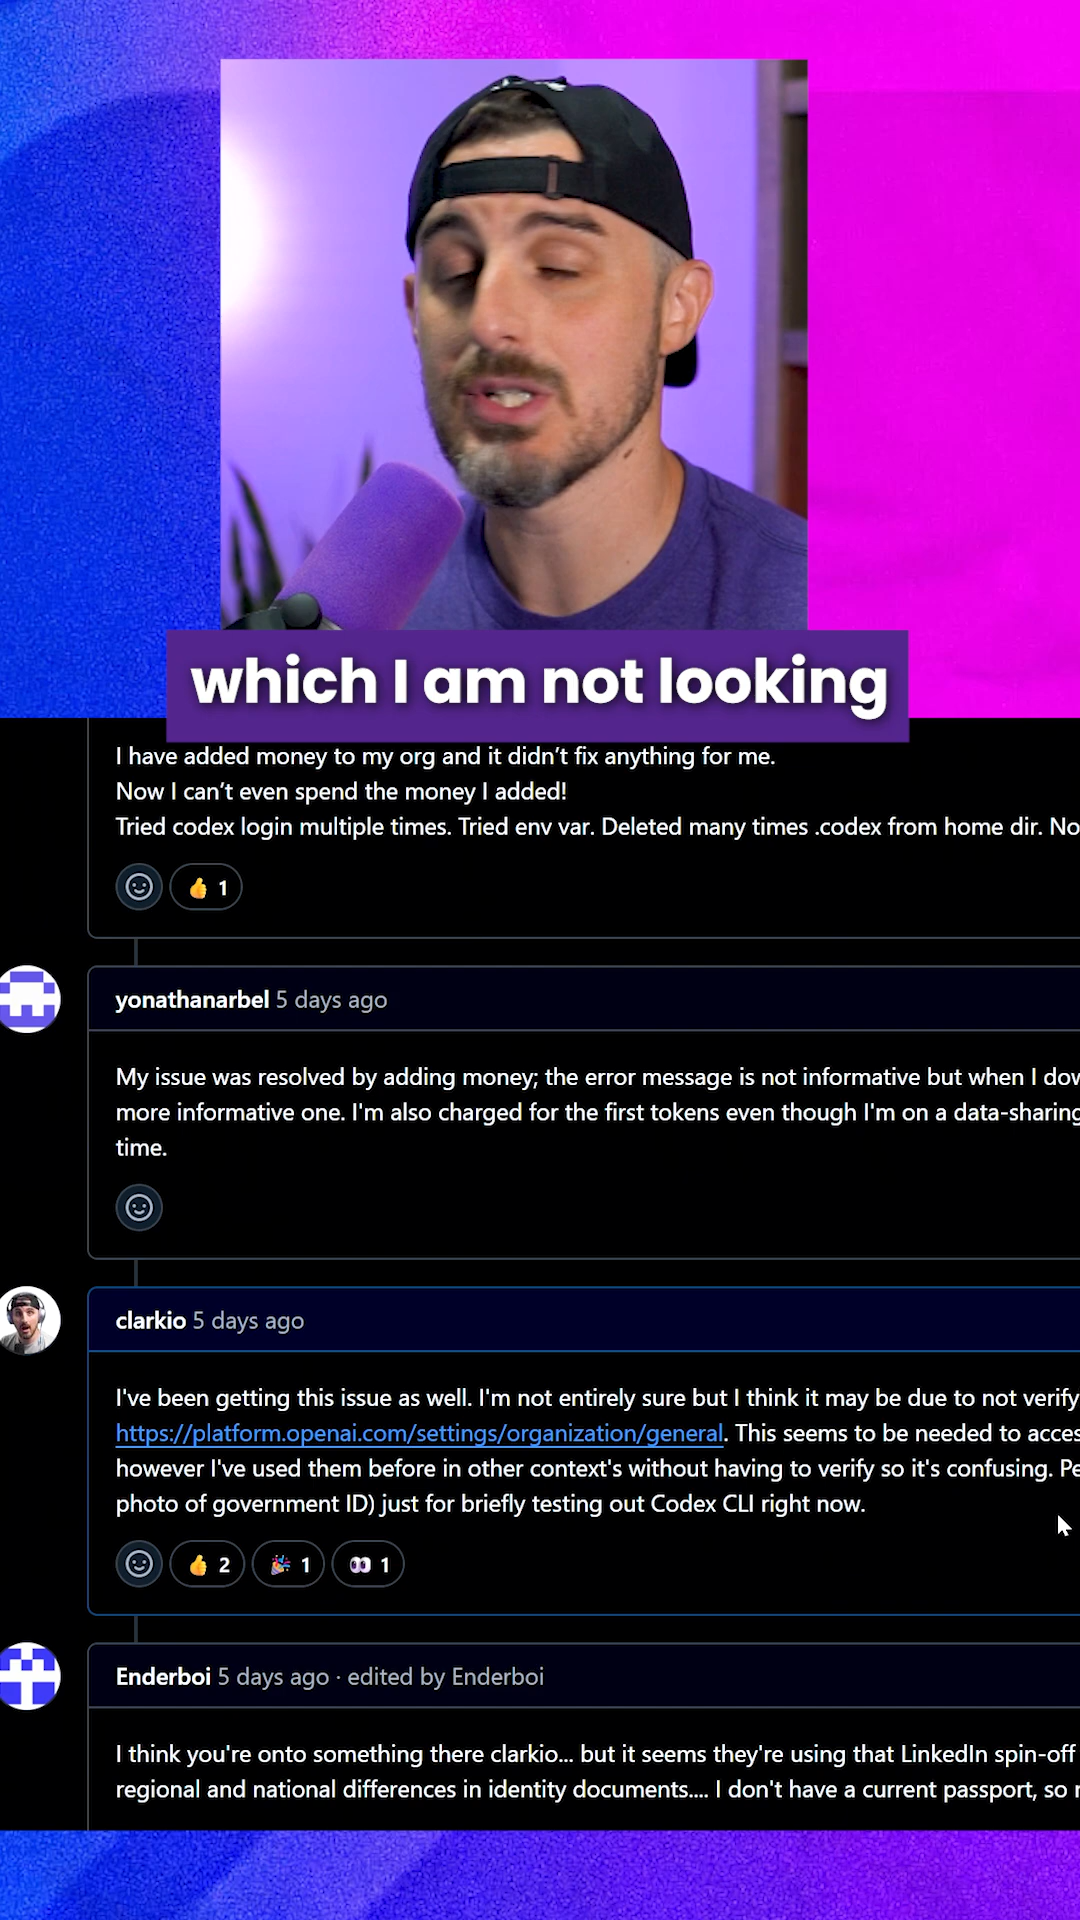 which I am not looking
I have added money to my org and it didn't fix anything for me.
Now I can't even spend the money I added!
Tried codex login multiple times. Tried env var. Deleted many times .codex from home dir. No
👍 1
yonathanarbel 5 days ago
My issue was resolved by adding money; the error message is not informative but when I dow
more informative one. I'm also charged for the first tokens even though I'm on a data-sharing
time.
clarkio 5 days ago
I've been getting this issue as well. I'm not entirely sure but I think it may be due to not verify
https://platform.openai.com/settings/organization/general. This seems to be needed to acces
however I've used them before in other context's without having to verify so it's confusing. Pe
photo of government ID) just for briefly testing out Codex CLI right now.
👍 2 🎉 1 👀 1
Enderboi 5 days ago · edited by Enderboi
I think you're onto something there clarkio... but it seems they're using that LinkedIn spin-off
regional and national differences in identity documents.... I don't have a current passport, so